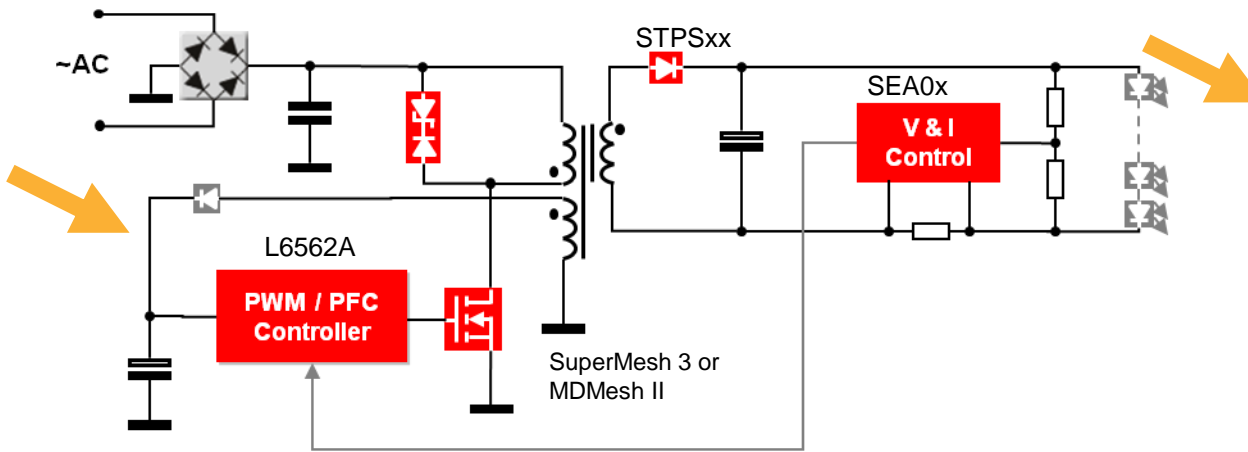 STPSxx
~AC
SEA0x
V & I
Control
L6562A
PWM / PFC
Controller
SuperMesh 3 or
MDMesh II